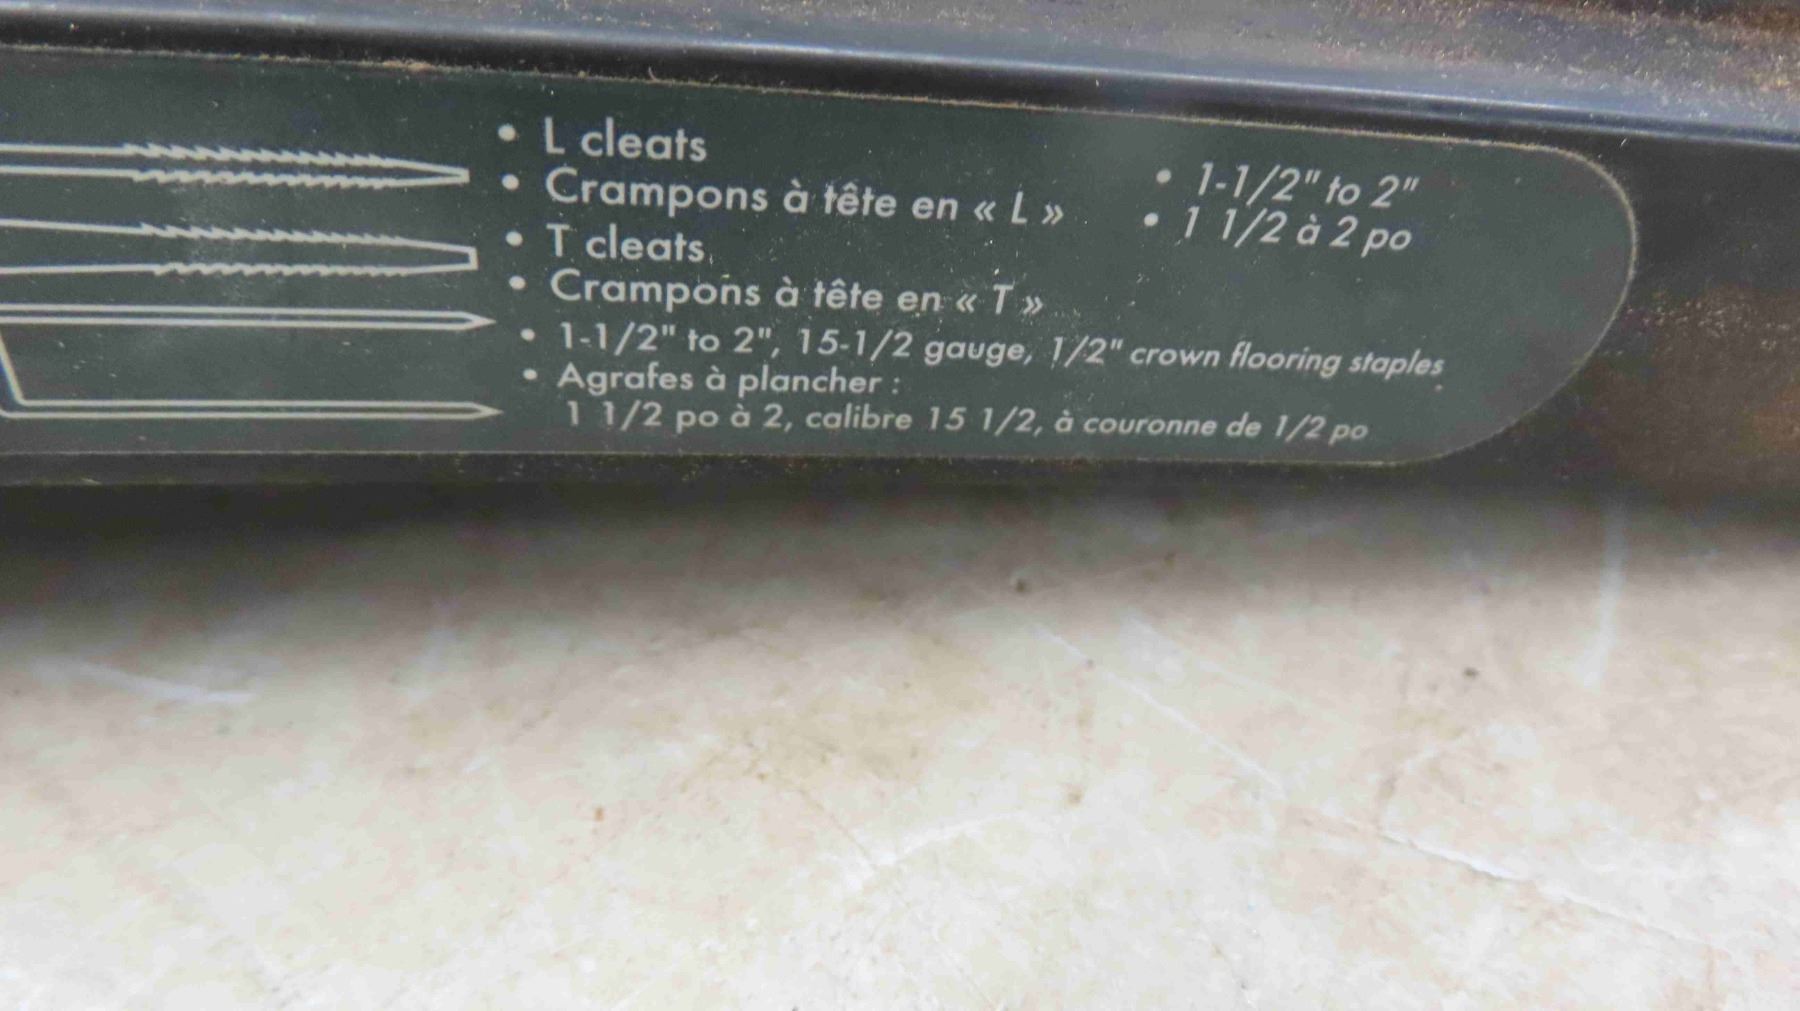 • L cleats
• Crampons à tête en « L »
• T cleats
• Crampons à tête en « T »
• 1-1/2" to 2"
• 1 1/2 à 2 po
• 1-1/2" to 2", 15-1/2 gauge, 1/2" crown flooring staples
• Agrafes à plancher :
1 1/2 po à 2, calibre 15 1/2, à couronne de 1/2 po